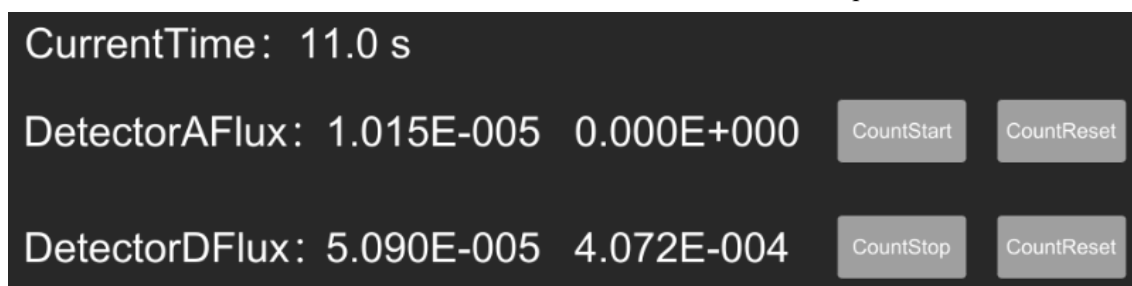 CurrentTime: 11.0 s
DetectorAFlux: 1.015E-005 0.000E+000 CountStart CountReset
DetectorDFlux: 5.090E-005 4.072E-004 CountStop CountReset